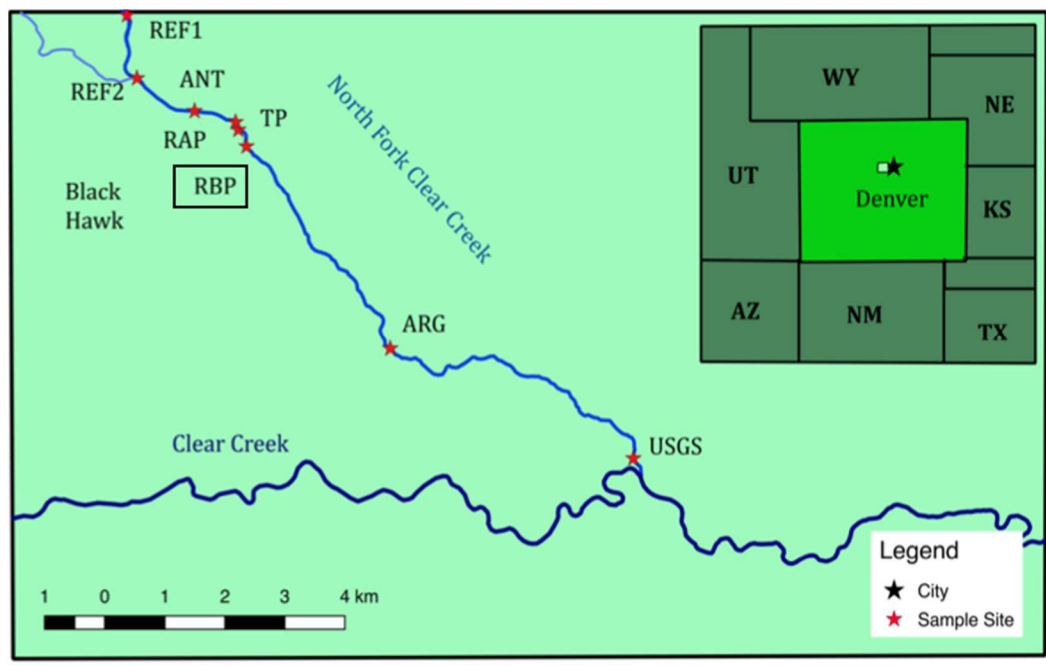 REF1
REF2
ANT
TP
RAP
RBP
Black
Hawk
North Fork Clear Creek
ARG
USGS
Clear Creek
1 0 1 2 3 4 km
WY
NE
UT
Denver
KS
AZ
NM
TX
Legend
City
Sample Site